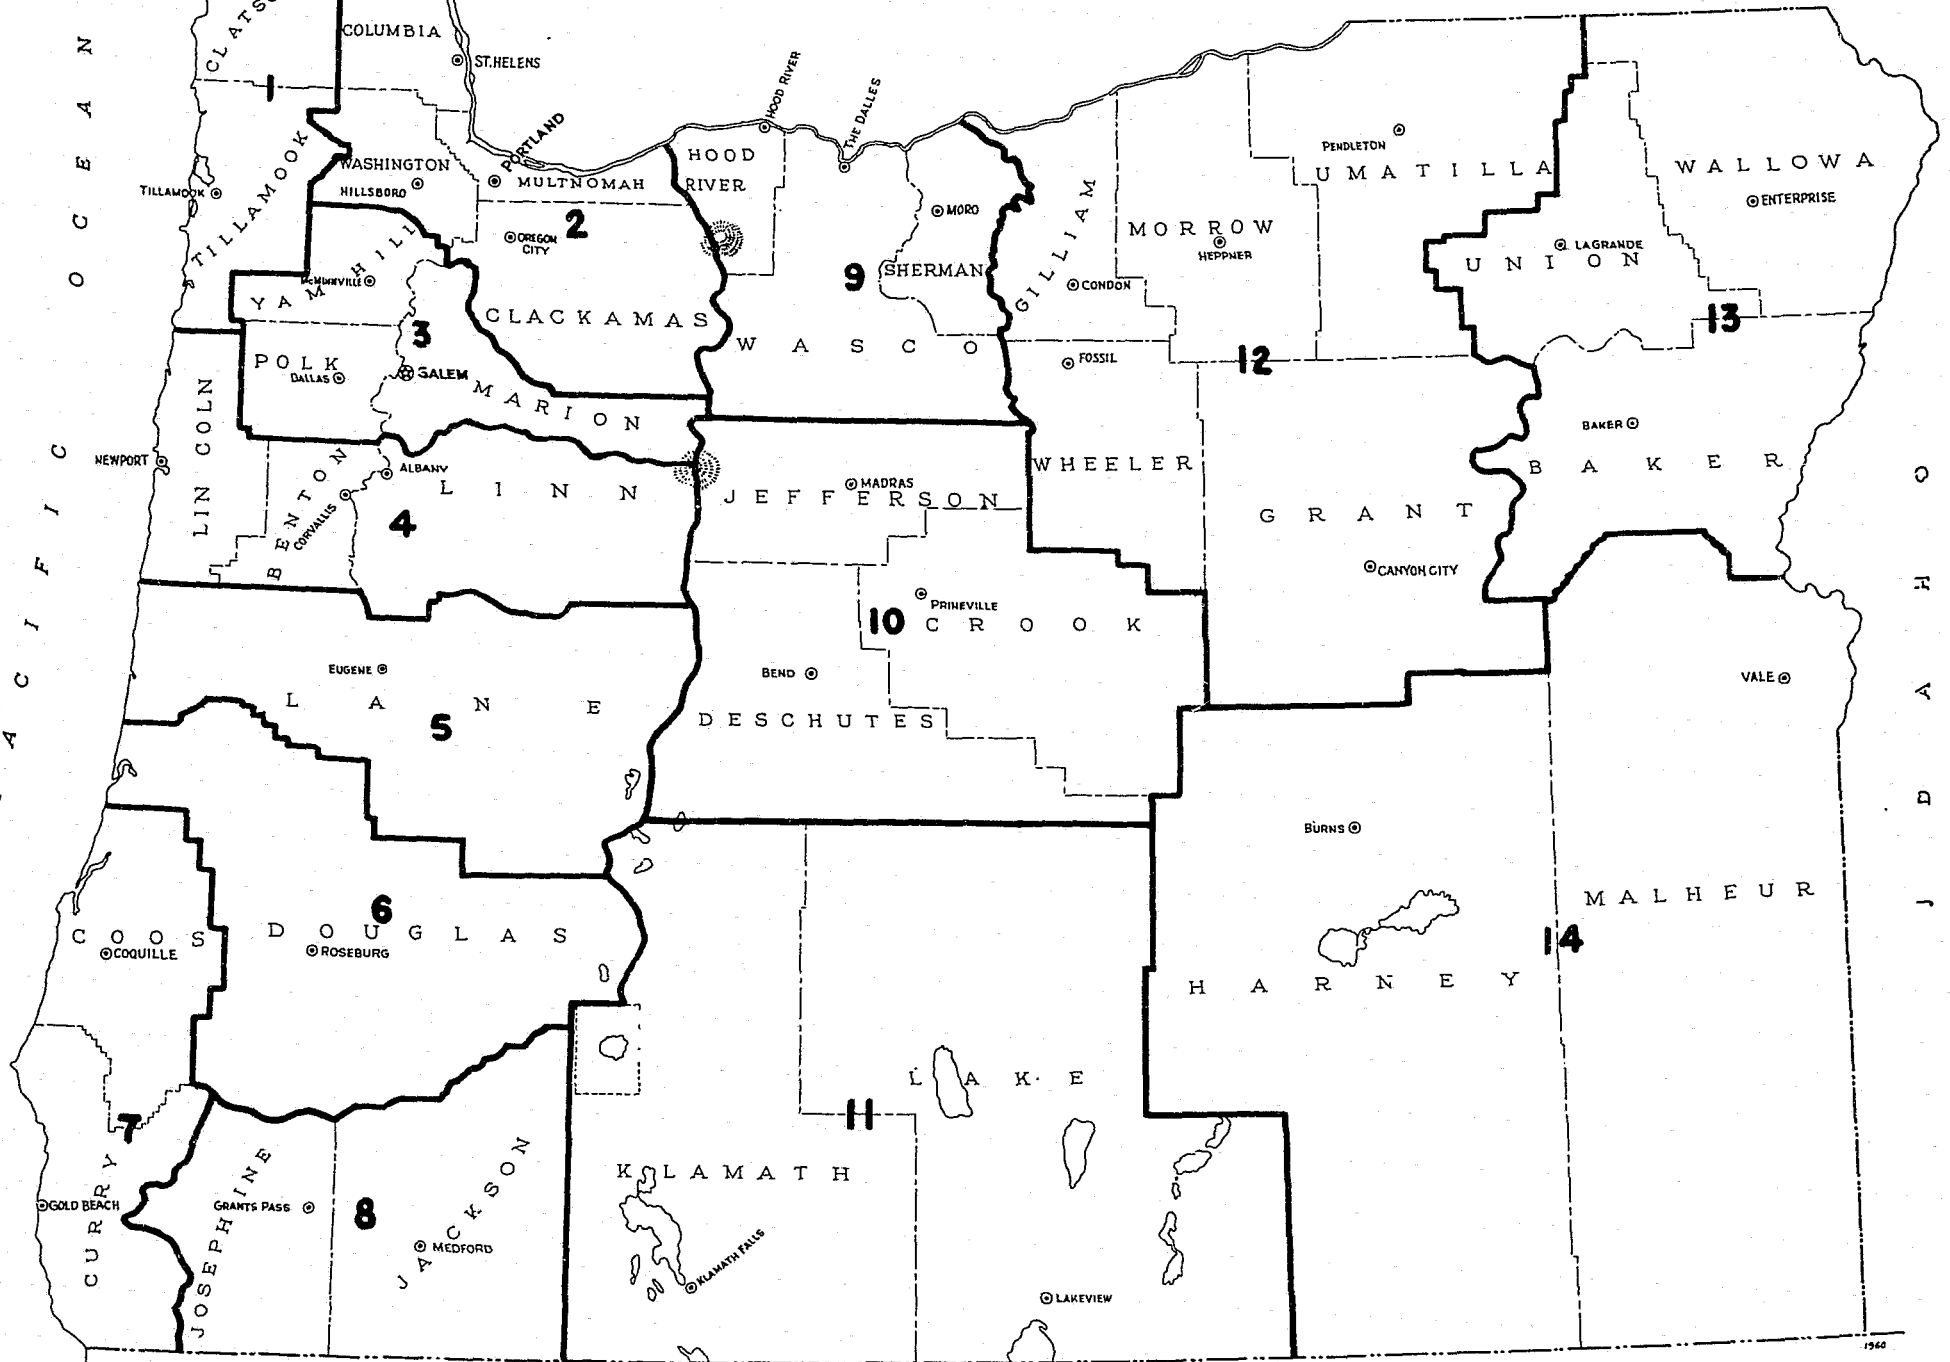 CLATS
COLUMBIA
ST. HELENS
1
TILLAMOOK
TILLAMOOK
WASHINGTON
HILLSBORO
PORTLAND
MULTNOMAH
2
OREGON
CITY
CLACKAMAS
HOOD RIVER
HOOD
RIVER
THE DALLES
MORO
9
SHERMAN
WASCO
GILLIAM
CONDON
MORROW
HEPPNER
PENDLETON
UMATILLA
WALLOWA
ENTERPRISE
LAGRANDE
UNION
13
12
FOSSIL
YAMHILL
McMINNVILLE
3
POLK
DALLAS
SALEM
MARION
LINCOLN
NEWPORT
BENTON
CORVALLIS
ALBANY
LINN
4
JEFFERSON
MADRAS
WHEELER
GRANT
CANYON CITY
BAKER
BAKER
10
PRINEVILLE
CROOK
BEND
DESCHUTES
EUGENE
LANE
5
VALE
BURNS
MALHEUR
14
HARNEY
6
DOUGLAS
ROSEBURG
COOS
COQUILLE
7
CURRY
GOLD BEACH
JOSEPHINE
GRANTS PASS
8
JACKSON
MEDFORD
11
LAKE
KLAMATH
KLAMATH FALLS
LAKEVIEW
PACIFIC
OCEAN
IDAHO
1960